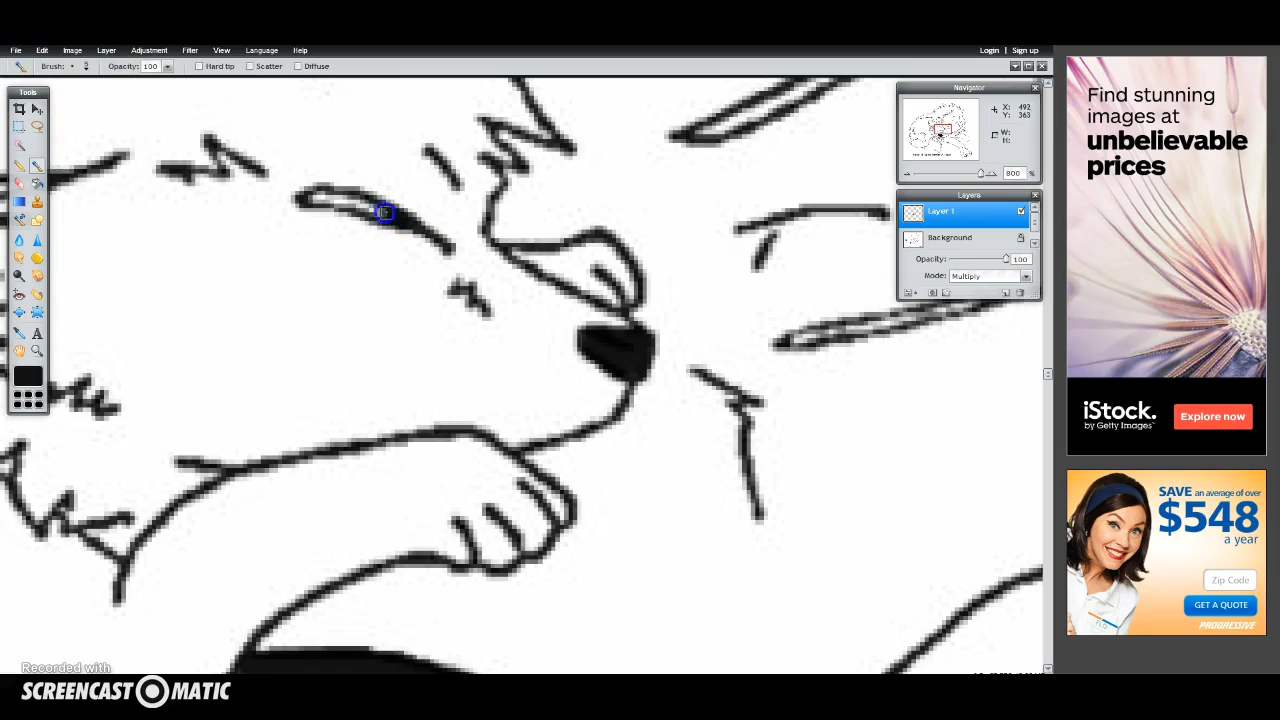 File Edit Image Layer Adjustment Filter View Language Help Login | Sign up
Brush: Opacity: 100 Hard tip Scatter Diffuse
Tools
Navigator
X: 492
Y: 363
W:
H:
800 %
Layers
Layer 1
Background
Opacity: 100
Mode: Multiply
Find stunning
images at
unbelievable
prices
iStock.
by Getty Images™
Explore now
SAVE an average of over
$548
a year
Zip Code
GET A QUOTE
FLO
PROGRESSIVE
Recorded with
SCREENCAST MATIC